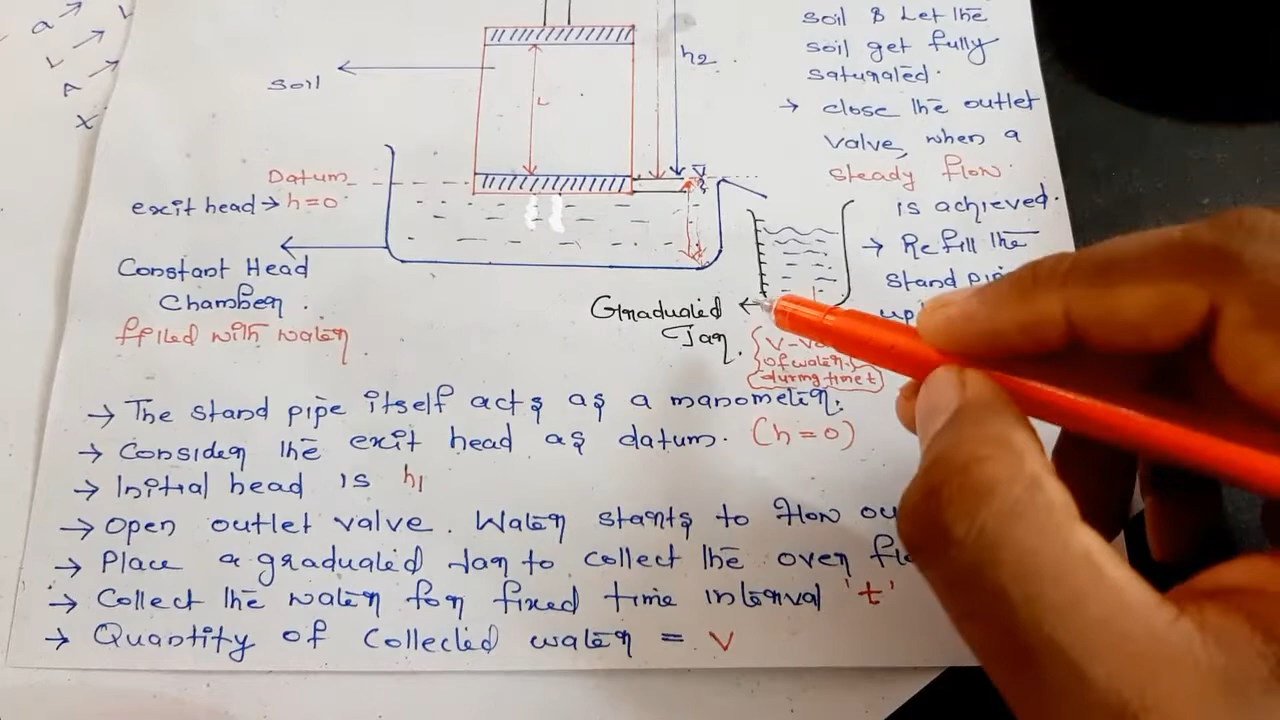 a
L
A
X
L
h2
Soil
L
Datum
exit head → h=0
Constant Head
Chamber.
filled with water
Graduated
Jar.
of water
during time t
soil & Let the
soil get fully
saturated.
→ close the outlet
valve, when a
steady flow
is achieved.
→ Refill the
stand
→ The stand pipe itself acts as a manometer.
→ Consider the exit head as datum. (h=0)
→ Initial head is h1
→ Open outlet valve. Water starts to flow
→ Place a graduated Jar to collect the over
→ Collect the water for fixed time interval 't'
→ Quantity of collected water = V